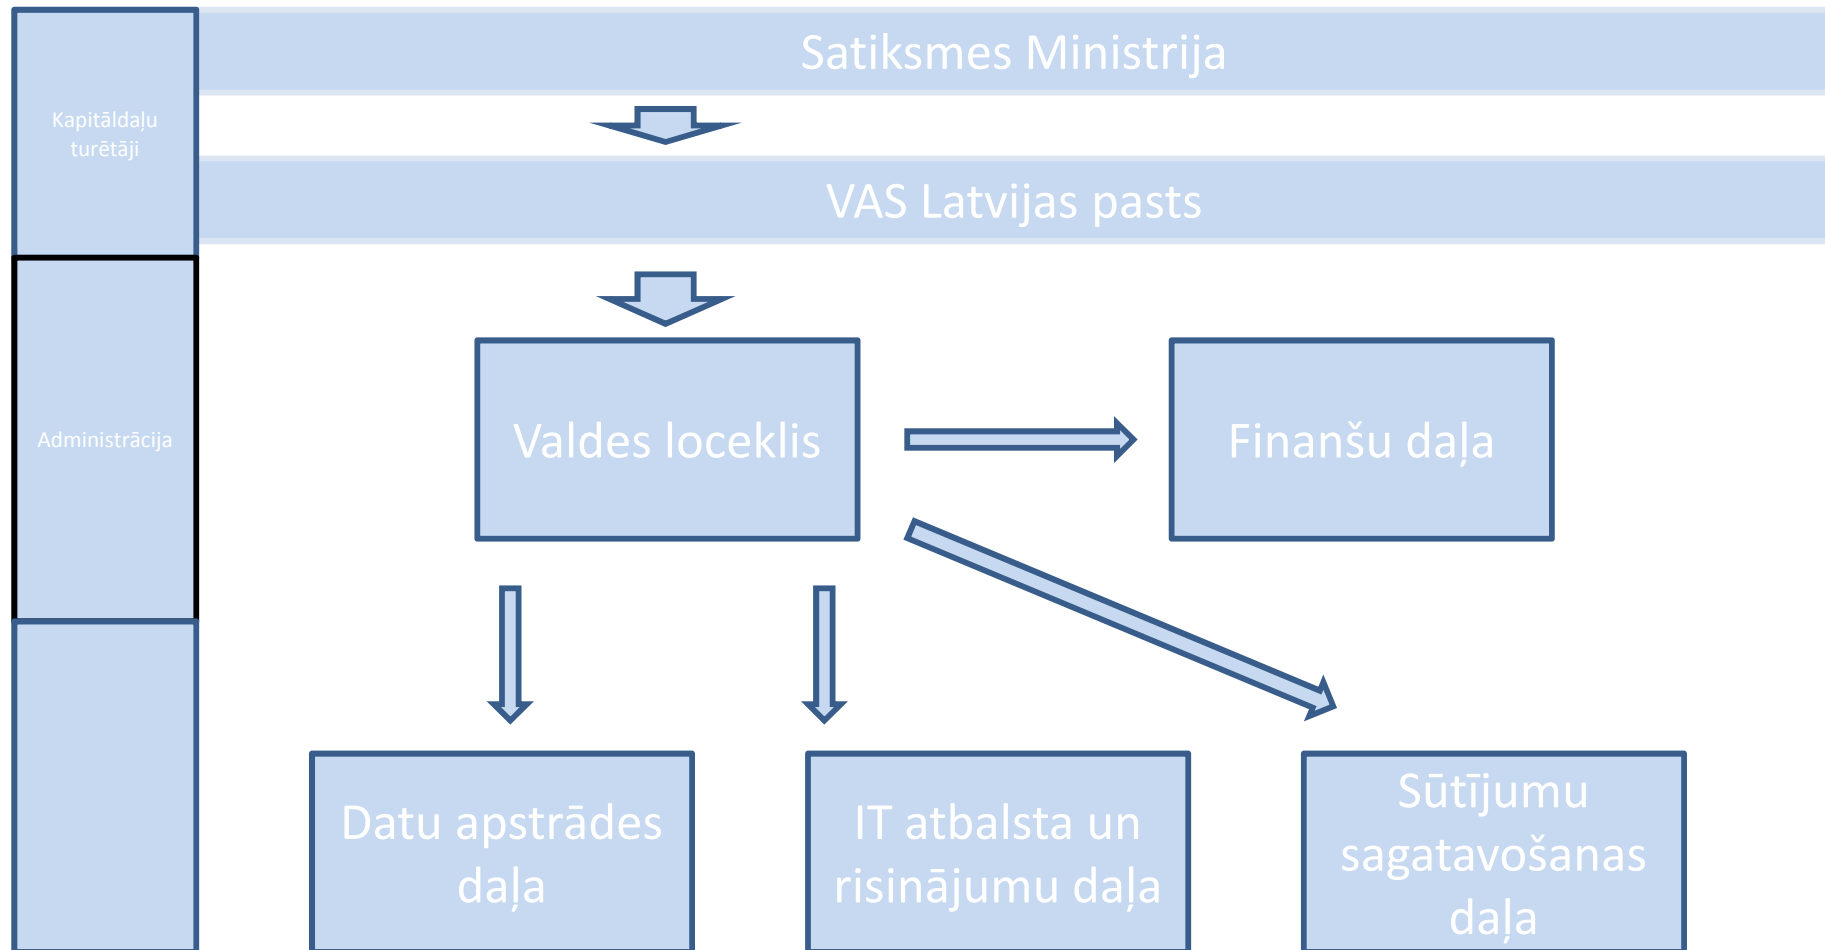 Satiksmes Ministrija
Kapitāldaļu
turētāji
VAS Latvijas pasts
Administrācija
Valdes loceklis
Finanšu daļa
Datu apstrādes
daļa
IT atbalsta un
risinājumu daļa
Sūtījumu
sagatavošanas
daļa